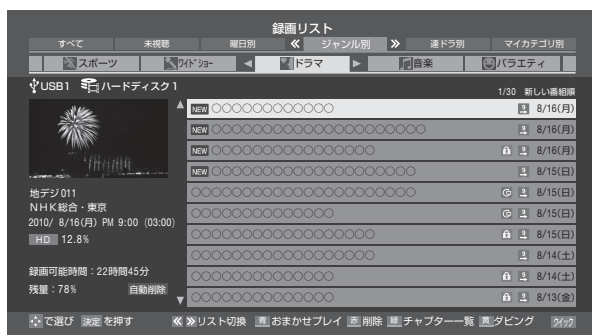 録画リスト
すべて 未視聴 曜日別 ≪ ジャンル別 ≫ 連ドラ別 マイカテゴリ別
スポーツ ワイドショー ◀ ドラマ ▶ 音楽 バラエティ
USB1 ハードディスク1
1/30 新しい番組順
NEW ○○○○○○○○○○○○ 8/16(月)
NEW ○○○○○○○○○○○○○○○○○○○○○ 8/16(月)
NEW ○○○○○○○○○○○○○○○○ 8/16(月)
NEW ○○○○○○○○○○○○○○○○○○○○ 8/15(日)
○○○○○○○○○○○○○○○○○○○○○○ 8/15(日)
○○○○○○○○○○○○○○ 8/15(日)
○○○○○○○○○○○○○○○○○○ 8/15(日)
○○○○○○○○○○○○○○○○○○ 8/14(土)
○○○○○○○○○○○○○○ 8/14(土)
○○○○○○○○○○○○○○ 8/13(金)
地デジ011
NHK総合・東京
2010/ 8/16(月) PM 9:00 (03:00)
HD 12.8%
録画可能時間：22時間45分
残量：78% 自動削除
で選び 決定 を押す ≪ ≫リスト切換 青 おまかせプレイ 赤 削除 緑 チャプター一覧 黄 ダビング クイック